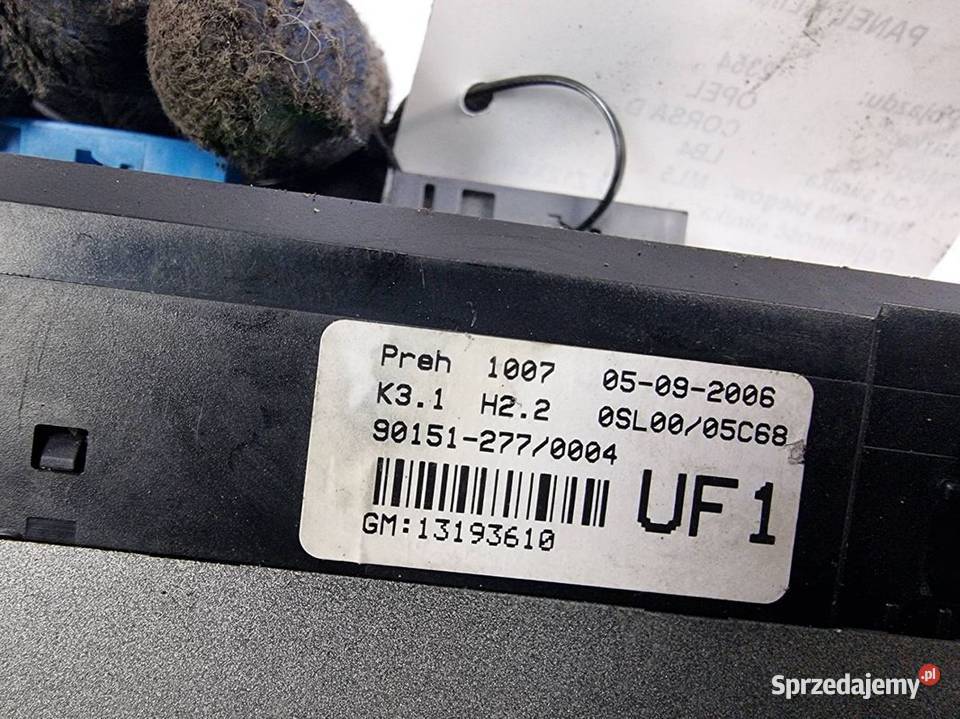 PANEL
OPEL
CORSA D
Preh 1007 05-09-2006
K3.1 H2.2 0SL00/05C68
90151-277/0004
UF1
GM:13193610
Sprzedajemy.pl